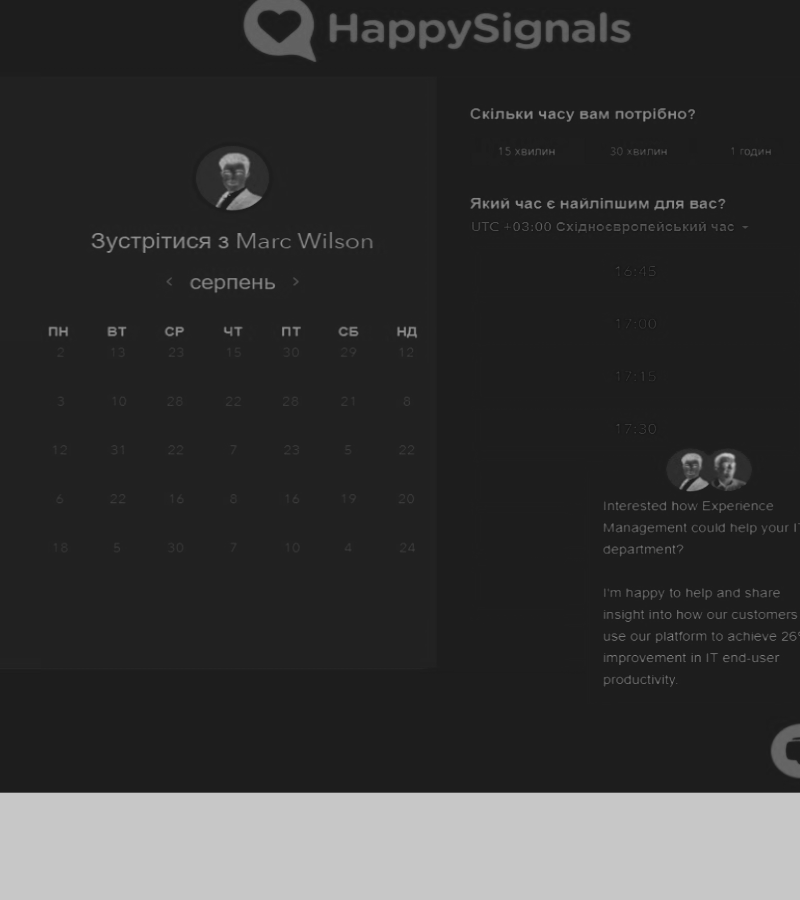 HappySignals
Зустрітися з Marc Wilson
‹ серпень ›
ПН ВТ СР ЧТ ПТ СБ НД
2 13 23 15 30 29 12
3 10 28 22 28 21 8
12 31 22 7 23 5 22
6 22 16 8 16 19 20
18 5 30 7 10 4 24
Скільки часу вам потрібно?
15 хвилин 30 хвилин 1 годин
Який час є найліпшим для вас?
UTC +03:00 Східноєвропейський час
16:45
17:00
17:15
17:30
Interested how Experience
Management could help your IT
department?
I'm happy to help and share
insight into how our customers
use our platform to achieve 26%
improvement in IT end-user
productivity.